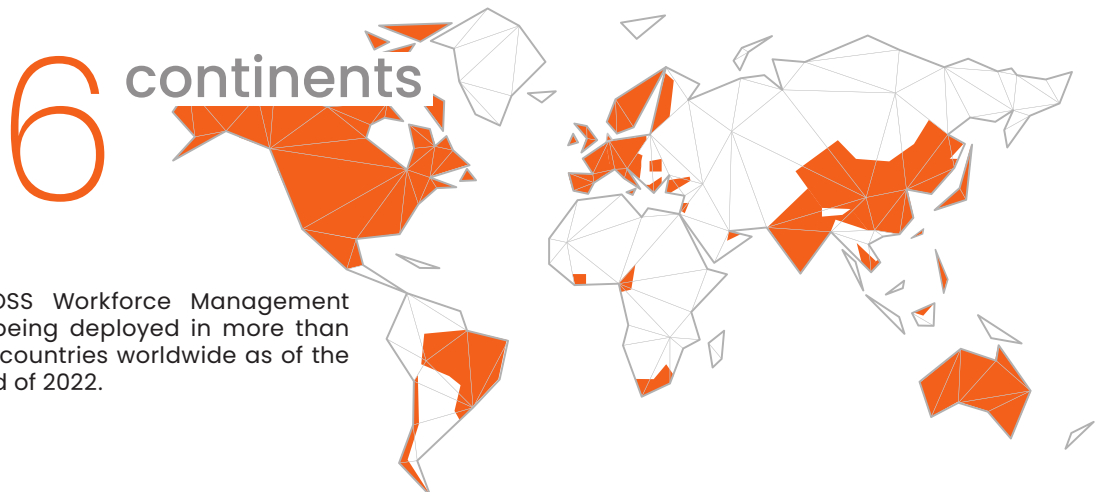 6 continents
OSS Workforce Management
being deployed in more than
countries worldwide as of the
of 2022.